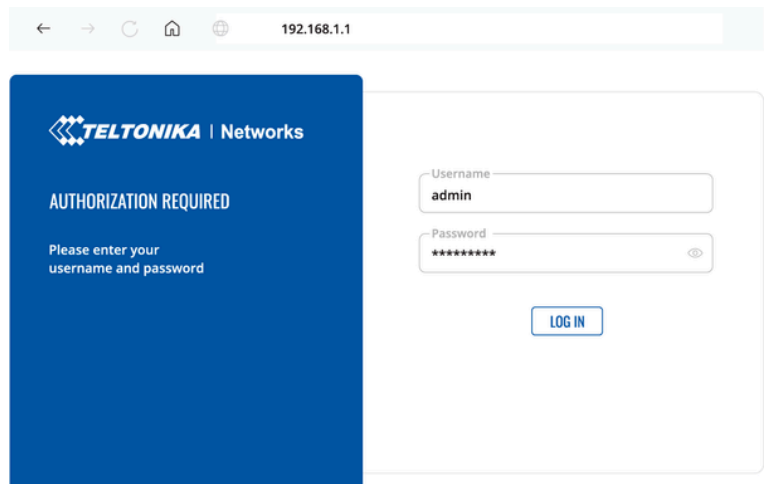 192.168.1.1
TELTONIKA | Networks
AUTHORIZATION REQUIRED
Please enter your
username and password
Username
admin
Password
*********
LOG IN